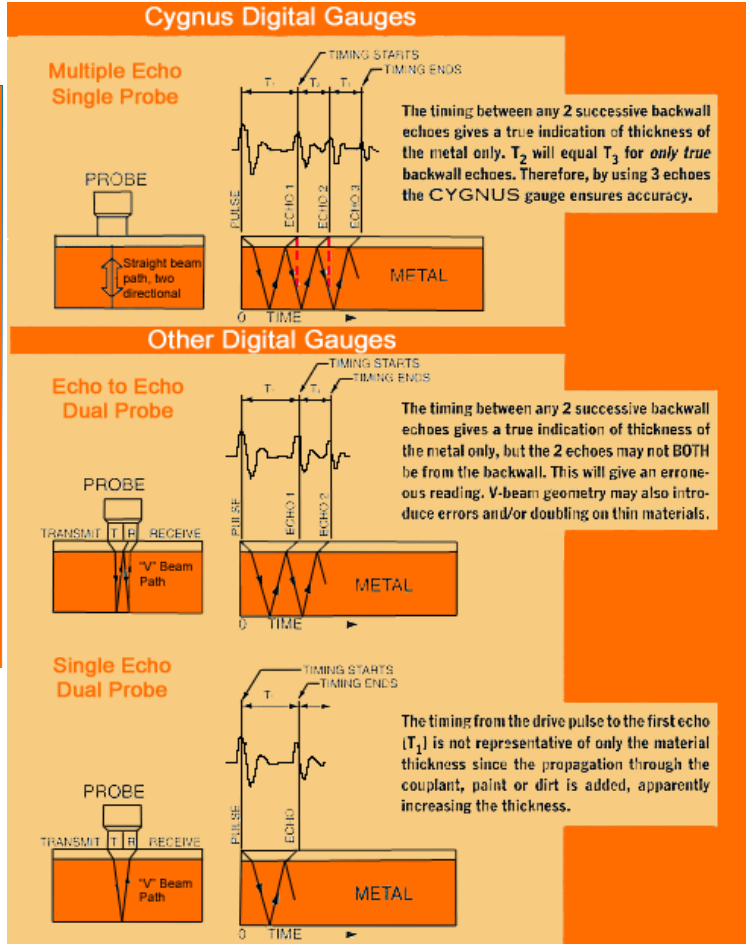 Cygnus Digital Gauges
Multiple Echo
Single Probe
TIMING STARTS
TIMING ENDS
T₁ T₂ T₃
PROBE
PULSE
ECHO 1
ECHO 2
ECHO 3
Straight beam
path, two
directional
METAL
0 TIME
The timing between any 2 successive backwall
echoes gives a true indication of thickness of
the metal only. T₂ will equal T₃ for only true
backwall echoes. Therefore, by using 3 echoes
the CYGNUS gauge ensures accuracy.
Other Digital Gauges
Echo to Echo
Dual Probe
TIMING STARTS
TIMING ENDS
T₁ T₂
PROBE
TRANSMIT T R RECEIVE
"V" Beam
Path
PULSE
ECHO 1
ECHO 2
METAL
0 TIME
The timing between any 2 successive backwall
echoes gives a true indication of thickness of
the metal only, but the 2 echoes may not BOTH
be from the backwall. This will give an errone-
ous reading. V-beam geometry may also intro-
duce errors and/or doubling on thin materials.
Single Echo
Dual Probe
TIMING STARTS
TIMING ENDS
T₁
PROBE
TRANSMIT T R RECEIVE
"V" Beam
Path
PULSE
ECHO
METAL
0 TIME
The timing from the drive pulse to the first echo
(T₁) is not representative of only the material
thickness since the propagation through the
couplant, paint or dirt is added, apparently
increasing the thickness.